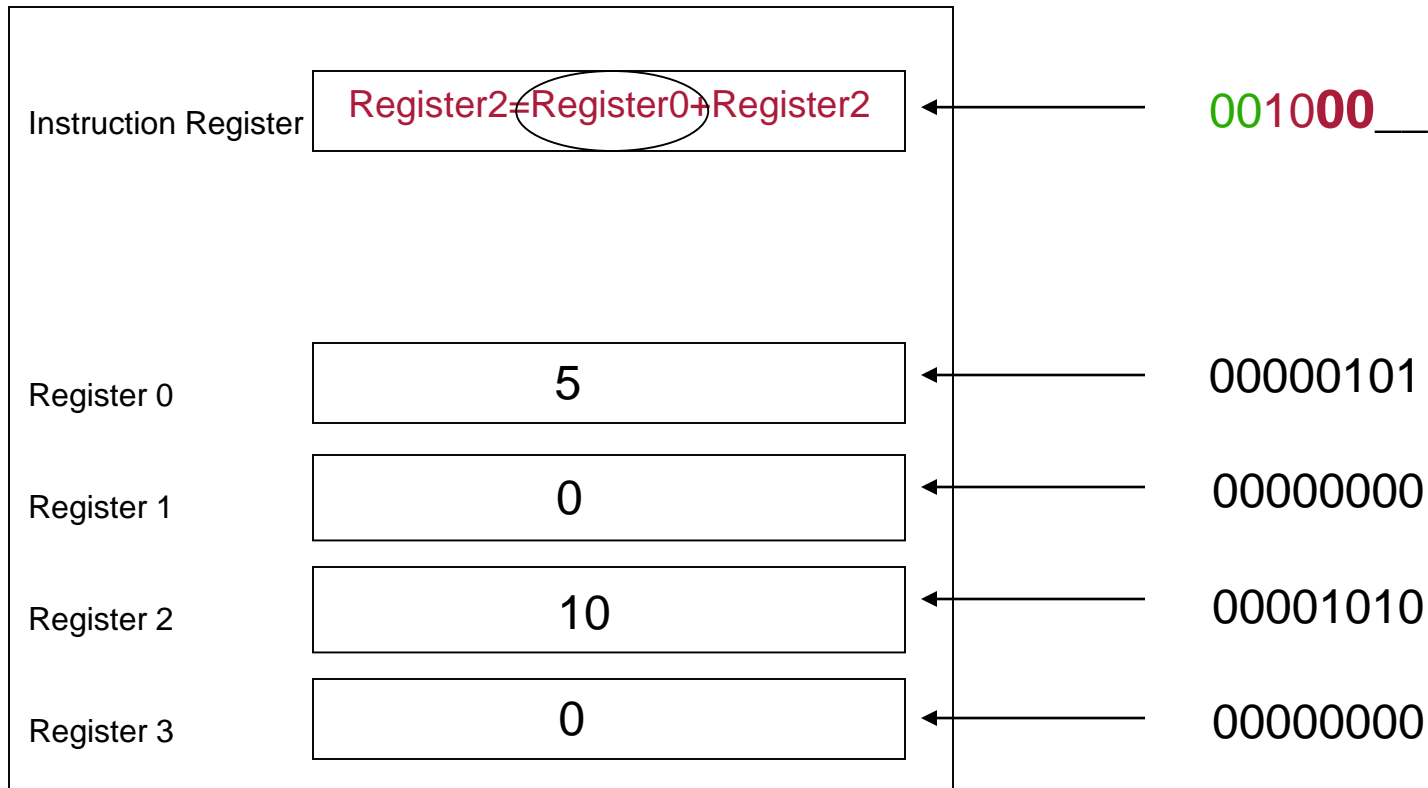 Instruction Register Register2=Register0+Register2 001000__
Register 0 5 00000101
Register 1 0 00000000
Register 2 10 00001010
Register 3 0 00000000